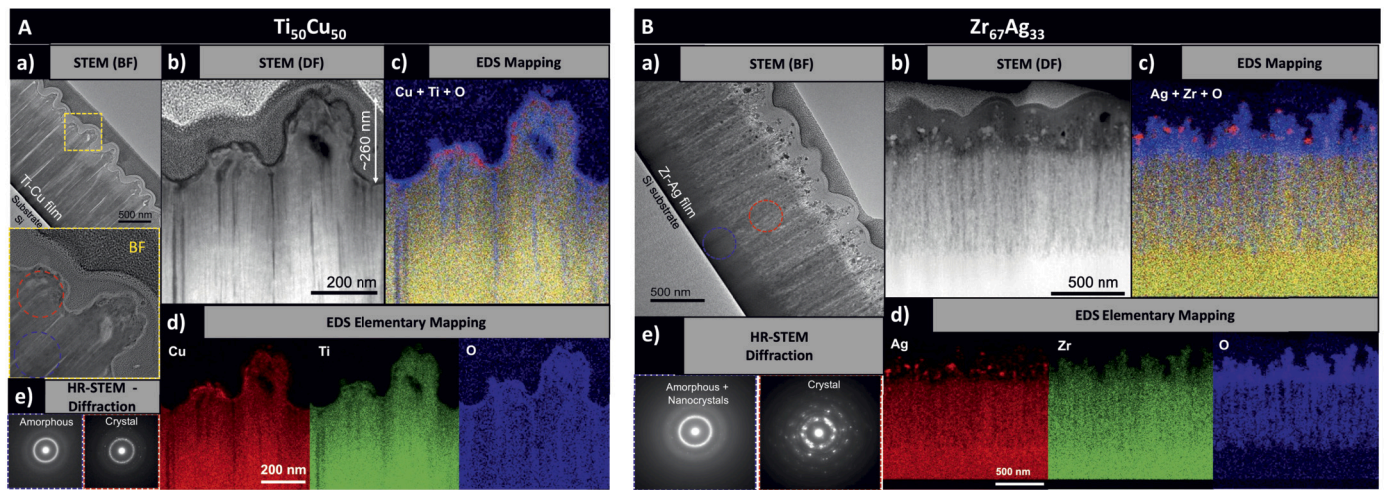 A
Ti50Cu50
a)
STEM (BF)
b)
STEM (DF)
c)
EDS Mapping
Cu + Ti + O
~260 nm
Ti-Cu film
Substrate
Si
500 nm
BF
200 nm
d)
EDS Elementary Mapping
Cu
Ti
O
200 nm
e)
HR-STEM -
Diffraction
Amorphous
Crystal
B
Zr67Ag33
a)
STEM (BF)
b)
STEM (DF)
c)
EDS Mapping
Ag + Zr + O
Zr-Ag film
Si substrate
500 nm
500 nm
d)
EDS Elementary Mapping
e)
HR-STEM
Diffraction
Amorphous +
Nanocrystals
Crystal
Ag
Zr
O
500 nm